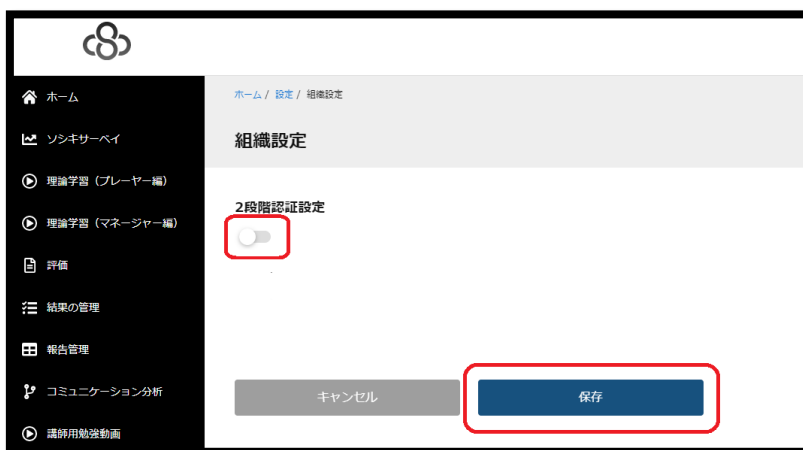 ホーム
ソシキサーベイ
理論学習（プレーヤー編）
理論学習（マネージャー編）
評価
結果の管理
報告管理
コミュニケーション分析
講師用勉強動画
ホーム / 設定 / 組織設定
組織設定
2段階認証設定
キャンセル
保存